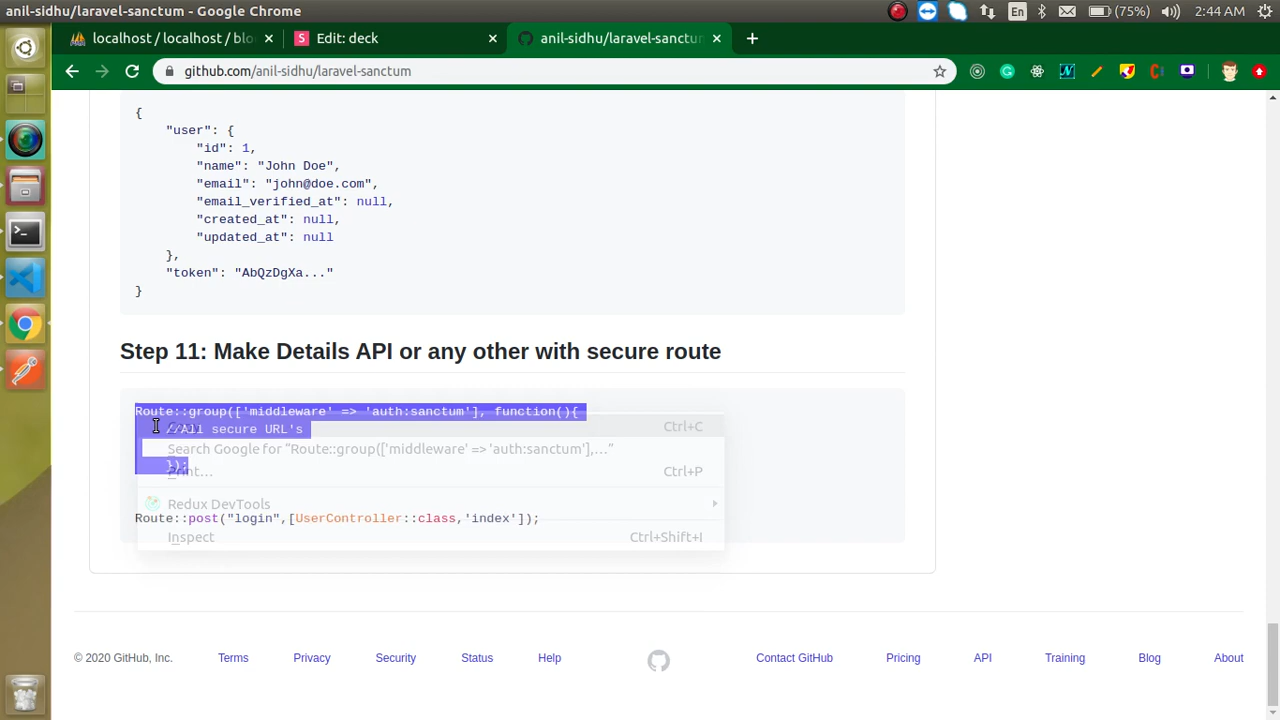 anil-sidhu/laravel-sanctum - Google Chrome
En
(75%)
2:44 AM
localhost / localhost / blo
Edit: deck
anil-sidhu/laravel-sanctum
github.com/anil-sidhu/laravel-sanctum
{
"user": {
"id": 1,
"name": "John Doe",
"email": "john@doe.com",
"email_verified_at": null,
"created_at": null,
"updated_at": null
},
"token": "AbQzDgXa..."
}
Step 11: Make Details API or any other with secure route
Route::group(['middleware' => 'auth:sanctum'], function(){
//All secure URL's
Ctrl+C
Search Google for “Route::group(['middleware' => 'auth:sanctum'],…”
});
Print… Ctrl+P
Redux DevTools
Route::post("login",[UserController::class,'index']);
Inspect Ctrl+Shift+I
© 2020 GitHub, Inc.
Terms
Privacy
Security
Status
Help
Contact GitHub
Pricing
API
Training
Blog
About